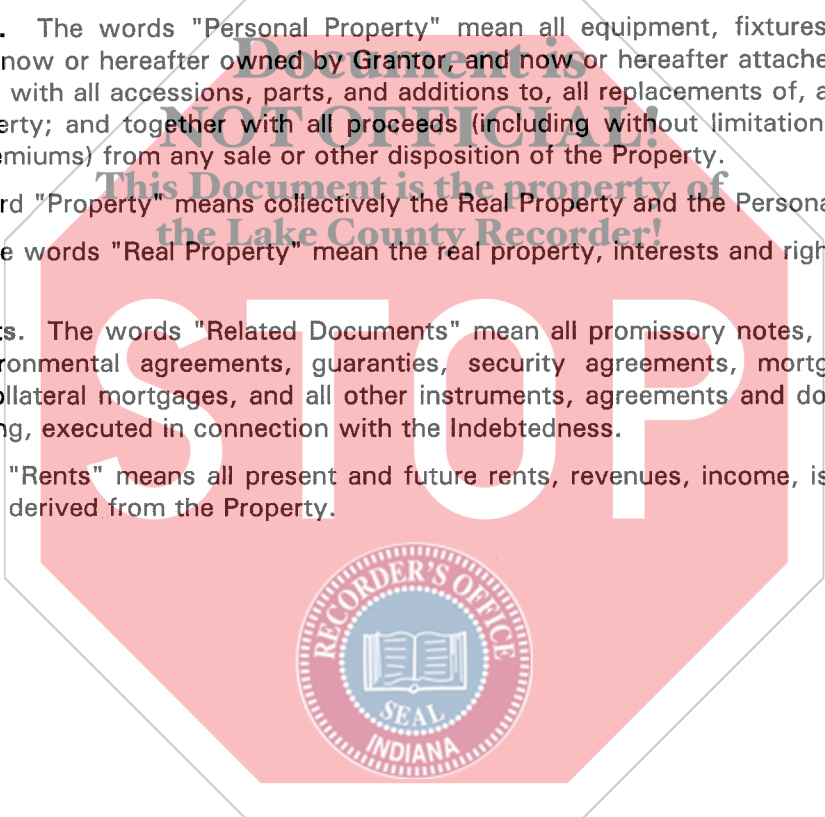 . The words "Personal Property" mean all equipment, fixtures
now or hereafter owned by Grantor, and now or hereafter attache
with all accessions, parts, and additions to, all replacements of, a
erty; and together with all proceeds (including without limitation
emiums) from any sale or other disposition of the Property.
rd "Property" means collectively the Real Property and the Persona
e words "Real Property" mean the real property, interests and righ
ts. The words "Related Documents" mean all promissory notes,
ronmental agreements, guaranties, security agreements, mortg
ollateral mortgages, and all other instruments, agreements and do
ng, executed in connection with the Indebtedness.
"Rents" means all present and future rents, revenues, income, is
derived from the Property.
Document is
NOT OFFICIAL!
This Document is the property of
the Lake County Recorder!
STOP
RECORDER'S OFFICE
SEAL
INDIANA